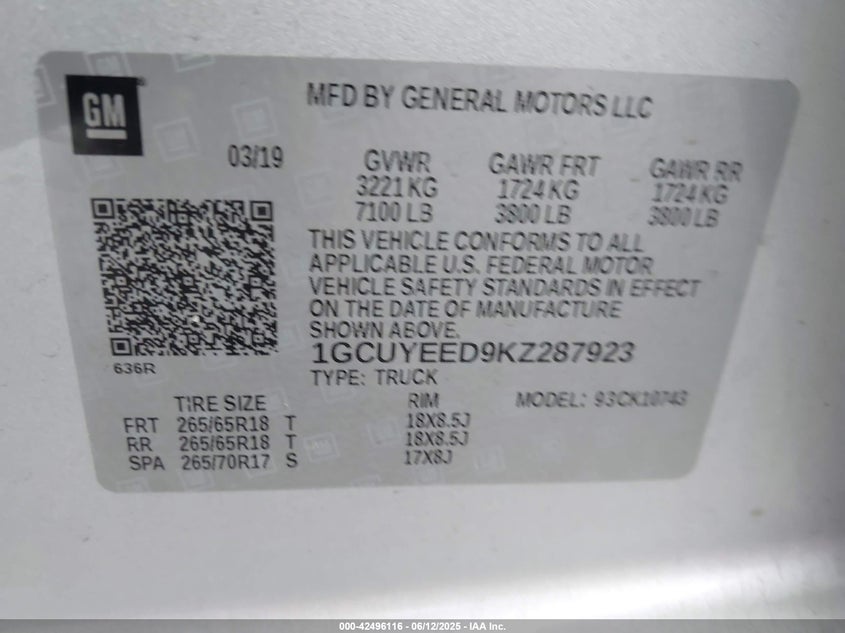 GM
MFD BY GENERAL MOTORS LLC
03/19 GVWR GAWR FRT GAWR RR
3221 KG 1724 KG 1724 KG
7100 LB 3800 LB 3800 LB
THIS VEHICLE CONFORMS TO ALL
APPLICABLE U.S. FEDERAL MOTOR
VEHICLE SAFETY STANDARDS IN EFFECT
ON THE DATE OF MANUFACTURE
SHOWN ABOVE.
1GCUYEED9KZ287923
636R
TYPE: TRUCK
TIRE SIZE RIM MODEL: 93CK10743
FRT 265/65R18 T 18X8.5J
RR 265/65R18 T 18X8.5J
SPA 265/70R17 S 17X8J
000-42496116 - 06/12/2025 - IAA Inc.